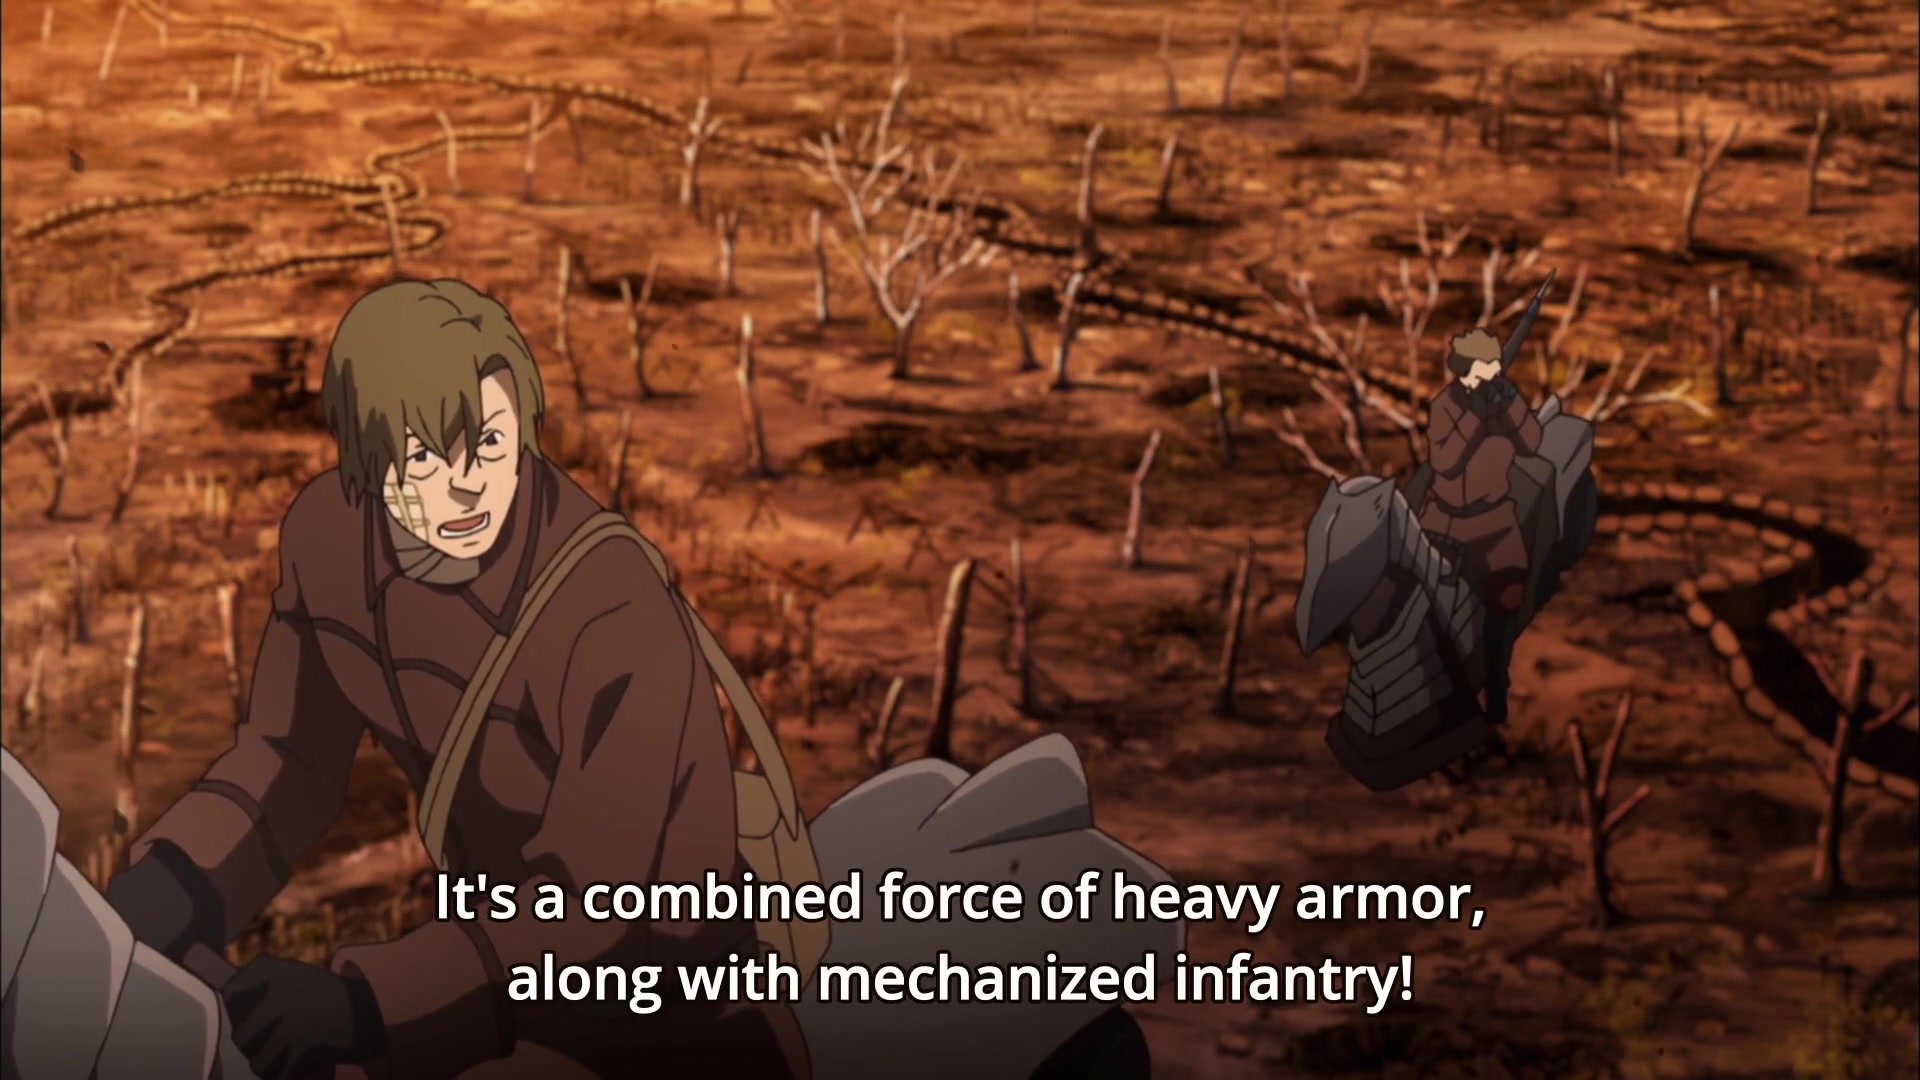 It's a combined force of heavy armor,
along with mechanized infantry!